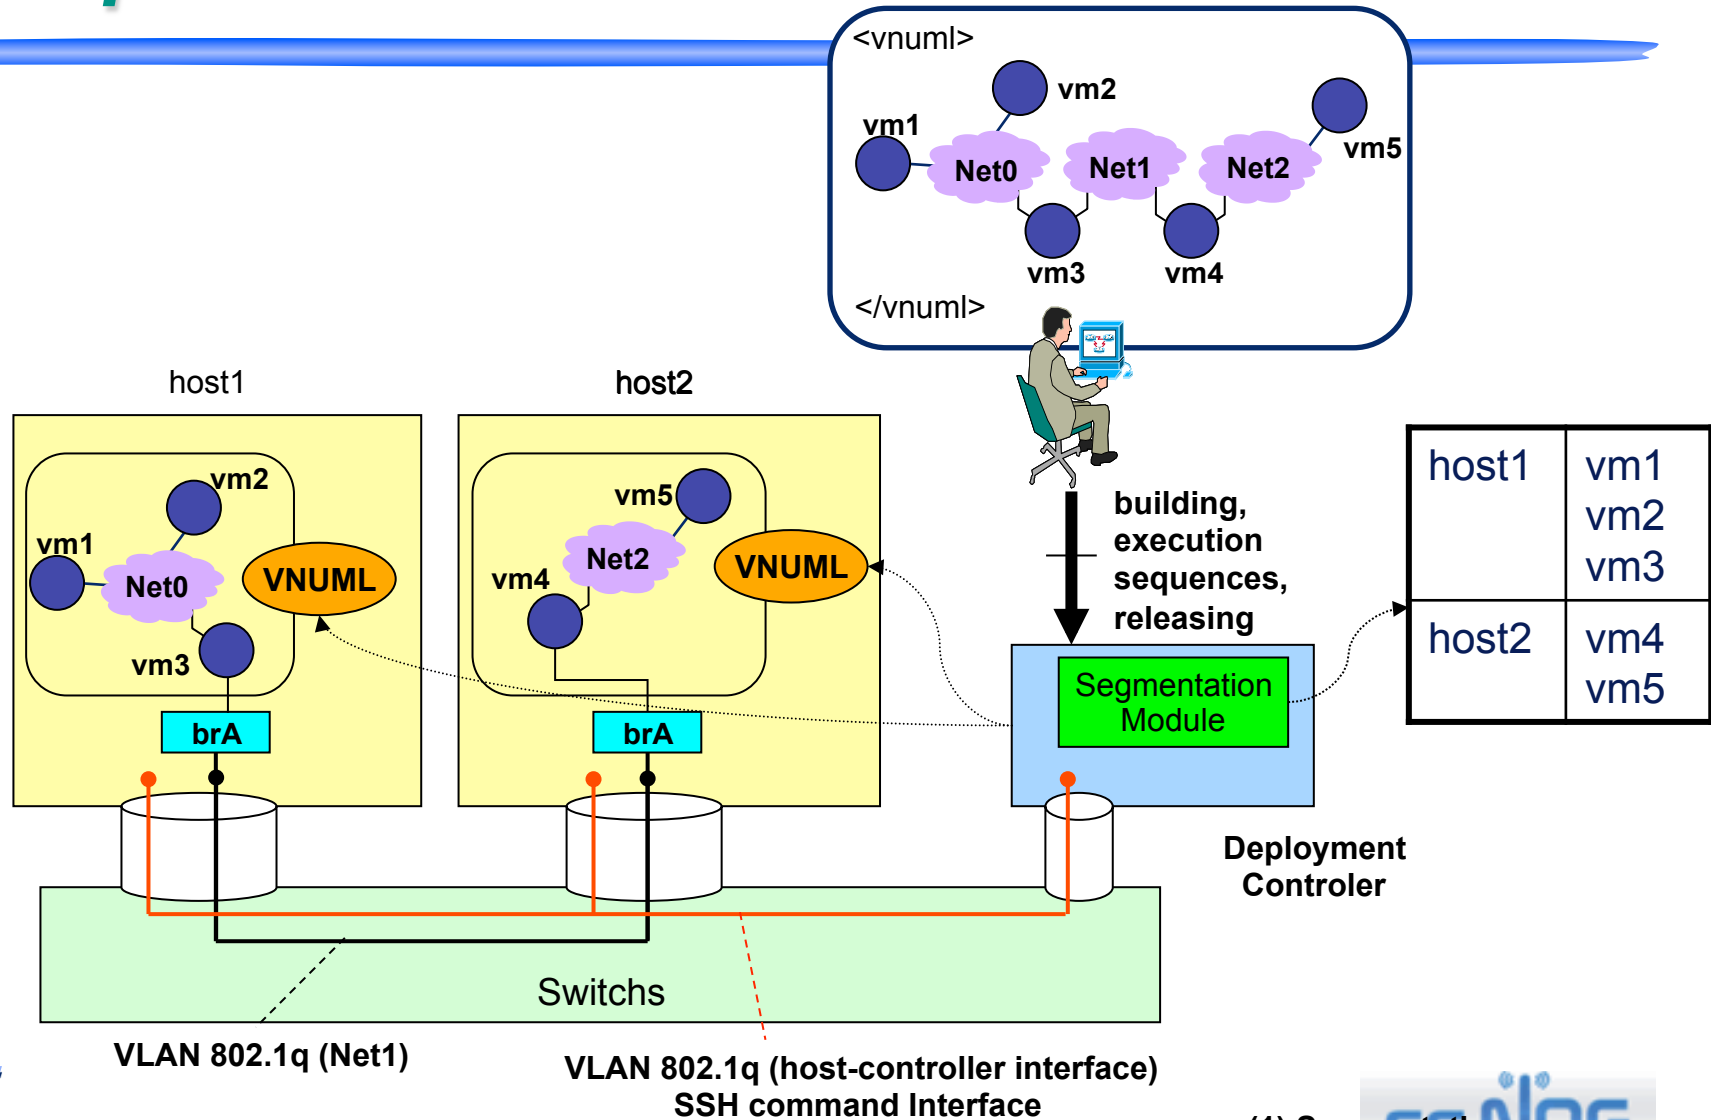 <vnuml>
vm2
vm1
vm5
Net0
Net1
Net2
vm3
vm4
</vnuml>
host1
host2
vm2
vm1
Net0
VNUML
vm3
brA
vm5
Net2
VNUML
vm4
brA
building,
execution
sequences,
releasing
Segmentation
Module
host1
vm1
vm2
vm3
host2
vm4
vm5
Deployment
Controler
Switchs
VLAN 802.1q (Net1)
VLAN 802.1q (host-controller interface)
SSH command Interface